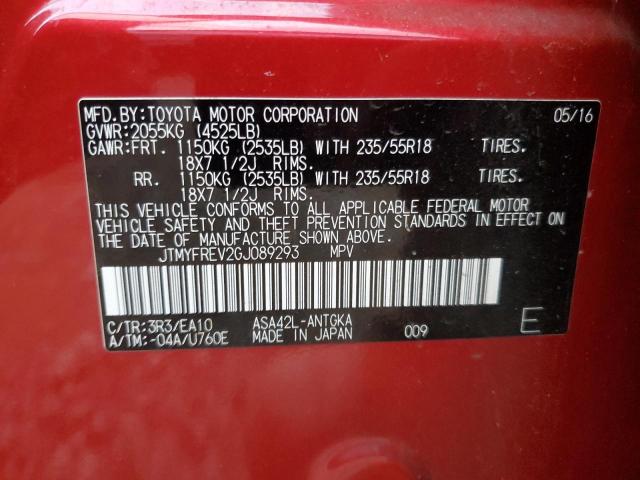 MFD.BY:TOYOTA MOTOR CORPORATION 05/16
GVWR:2055KG (4525LB)
GAWR:FRT. 1150KG (2535LB) WITH 235/55R18 TIRES.
18X7 1/2J RIMS.
RR. 1150KG (2535LB) WITH 235/55R18 TIRES.
18X7 1/2J RIMS.
THIS VEHICLE CONFORMS TO ALL APPLICABLE FEDERAL MOTOR
VEHICLE SAFETY AND THEFT PREVENTION STANDARDS IN EFFECT ON
THE DATE OF MANUFACTURE SHOWN ABOVE.
JTMYFREV2GJ089293 MPV
C/TR:3R3/EA10 ASA42L-ANTGKA
A/TM:-04A/U760E MADE IN JAPAN 009 E